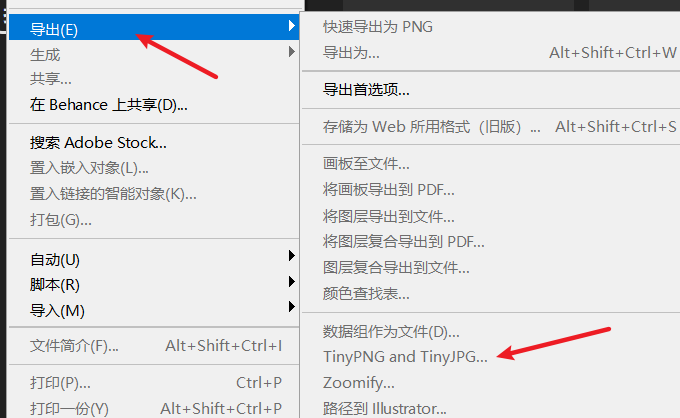 导出(E)
生成
共享...
在 Behance 上共享(D)...
搜索 Adobe Stock...
置入嵌入对象(L)...
置入链接的智能对象(K)...
打包(G)...
自动(U)
脚本(R)
导入(M)
文件简介(F)... Alt+Shift+Ctrl+I
打印(P)... Ctrl+P
打印一份(Y) Alt+Shift+Ctrl+P
快速导出为 PNG
导出为... Alt+Shift+Ctrl+W
导出首选项...
存储为 Web 所用格式（旧版）... Alt+Shift+Ctrl+S
画板至文件...
将画板导出到 PDF...
将图层导出到文件...
将图层复合导出到 PDF...
图层复合导出到文件...
颜色查找表...
数据组作为文件(D)...
TinyPNG and TinyJPG...
Zoomify...
路径到 Illustrator...